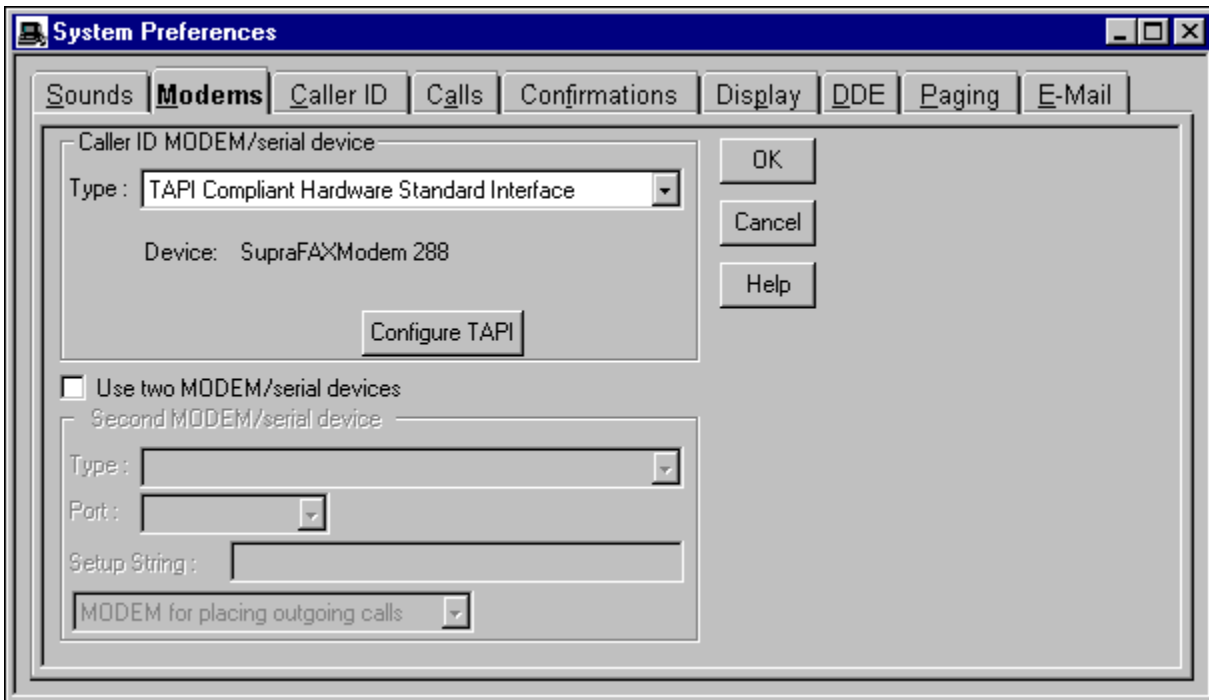 System Preferences
Sounds Modems Caller ID Calls Confirmations Display DDE Paging E-Mail
Caller ID MODEM/serial device
Type : TAPI Compliant Hardware Standard Interface
Device: SupraFAXModem 288
Configure TAPI
OK
Cancel
Help
Use two MODEM/serial devices
Second MODEM/serial device
Type :
Port :
Setup String :
MODEM for placing outgoing calls